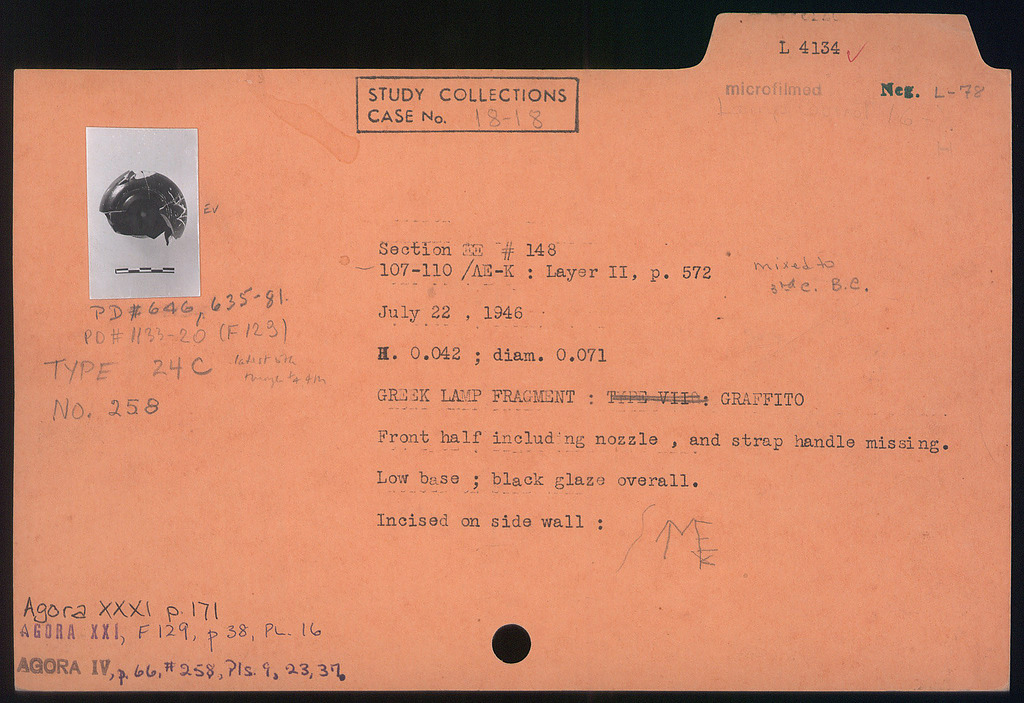 L 4134 ✓
microfilmed Neg. L-78
STUDY COLLECTIONS
CASE No. 18-18
EV
Section ΕΕ # 148
107-110 /ΛE-K : Layer II, p. 572
mixed to
3rd c. B.C.
July 22 , 1946
H. 0.042 ; diam. 0.071
GREEK LAMP FRAGMENT : TYPE VII : GRAFFITO
Front half including nozzle , and strap handle missing.
Low base ; black glaze overall.
Incised on side wall :
PD # 646, 635-81.
PD # 1133-20 (F 129)
TYPE 24 C
No. 258
Agora XXXI p. 171
AGORA XXI, F 129, p 38, PL. 16
AGORA IV, p. 66, # 258, Pls. 9, 23, 37.